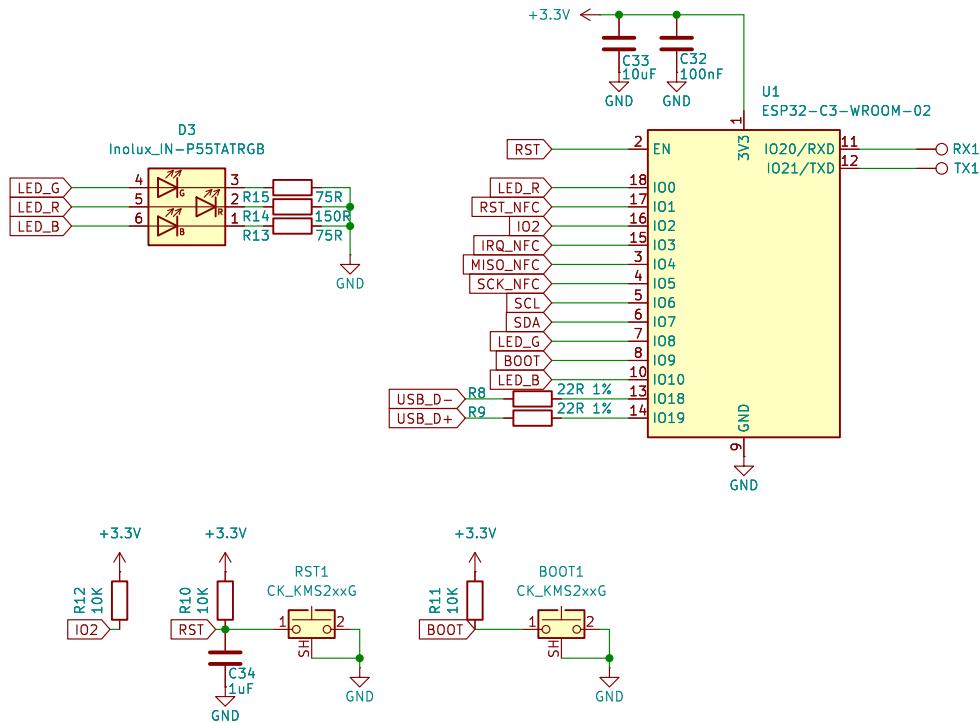 +3.3V
C33
10uF
C32
100nF
GND
GND
U1
ESP32-C3-WROOM-02
D3
Inolux_IN-P55TATRGB
LED_G
4
G
3
R15
75R
LED_R
5
R
2
R14
150R
LED_B
6
B
1
R13
75R
GND
1
3V3
RST
2
EN
IO20/RXD
11
RX1
IO21/TXD
12
TX1
LED_R
18
IO0
RST_NFC
17
IO1
IO2
16
IO2
IRQ_NFC
15
IO3
MISO_NFC
3
IO4
SCK_NFC
4
IO5
SCL
5
IO6
SDA
6
IO7
LED_G
7
IO8
BOOT
8
IO9
LED_B
10
IO10
USB_D-
R8
22R 1%
13
IO18
USB_D+
R9
22R 1%
14
IO19
GND
9
GND
+3.3V
R12
10K
IO2
+3.3V
R10
10K
RST
C34
1uF
GND
RST1
CK_KMS2xxG
1
2
SH
GND
+3.3V
R11
10K
BOOT
BOOT1
CK_KMS2xxG
1
2
SH
GND